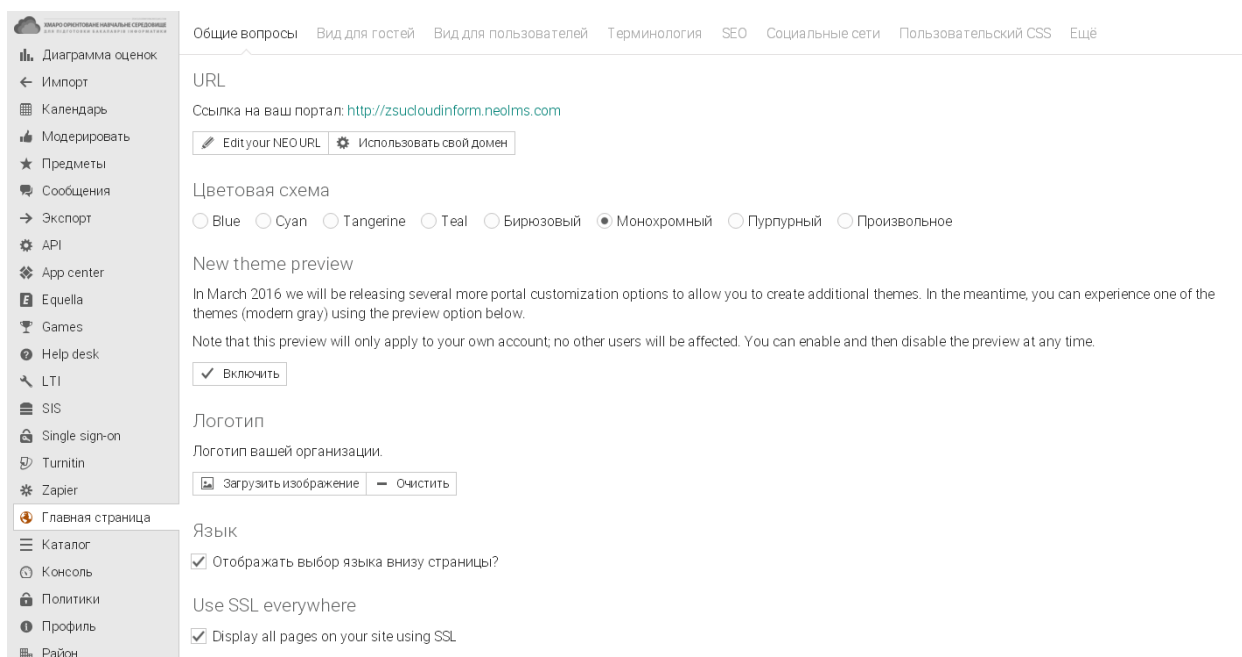 ХМАРО ОРІЄНТОВАНЕ НАВЧАЛЬНЕ СЕРЕДОВИЩЕ
ДЛЯ ПІДГОТОВКИ БАКАЛАВРІВ ІНФОРМАТИКИ
Диаграмма оценок
Импорт
Календарь
Модерировать
Предметы
Сообщения
Экспорт
API
App center
Equella
Games
Help desk
LTI
SIS
Single sign-on
Turnitin
Zapier
Главная страница
Каталог
Консоль
Политики
Профиль
Район
Общие вопросы Вид для гостей Вид для пользователей Терминология SEO Социальные сети Пользовательский CSS Ещё
URL
Ссылка на ваш портал: http://zsucloudinform.neolms.com
Edit your NEO URL Использовать свой домен
Цветовая схема
Blue Cyan Tangerine Teal Бирюзовый Монохромный Пурпурный Произвольное
New theme preview
In March 2016 we will be releasing several more portal customization options to allow you to create additional themes. In the meantime, you can experience one of the
themes (modern gray) using the preview option below.
Note that this preview will only apply to your own account; no other users will be affected. You can enable and then disable the preview at any time.
Включить
Логотип
Логотип вашей организации.
Загрузить изображение Очистить
Язык
Отображать выбор языка внизу страницы?
Use SSL everywhere
Display all pages on your site using SSL